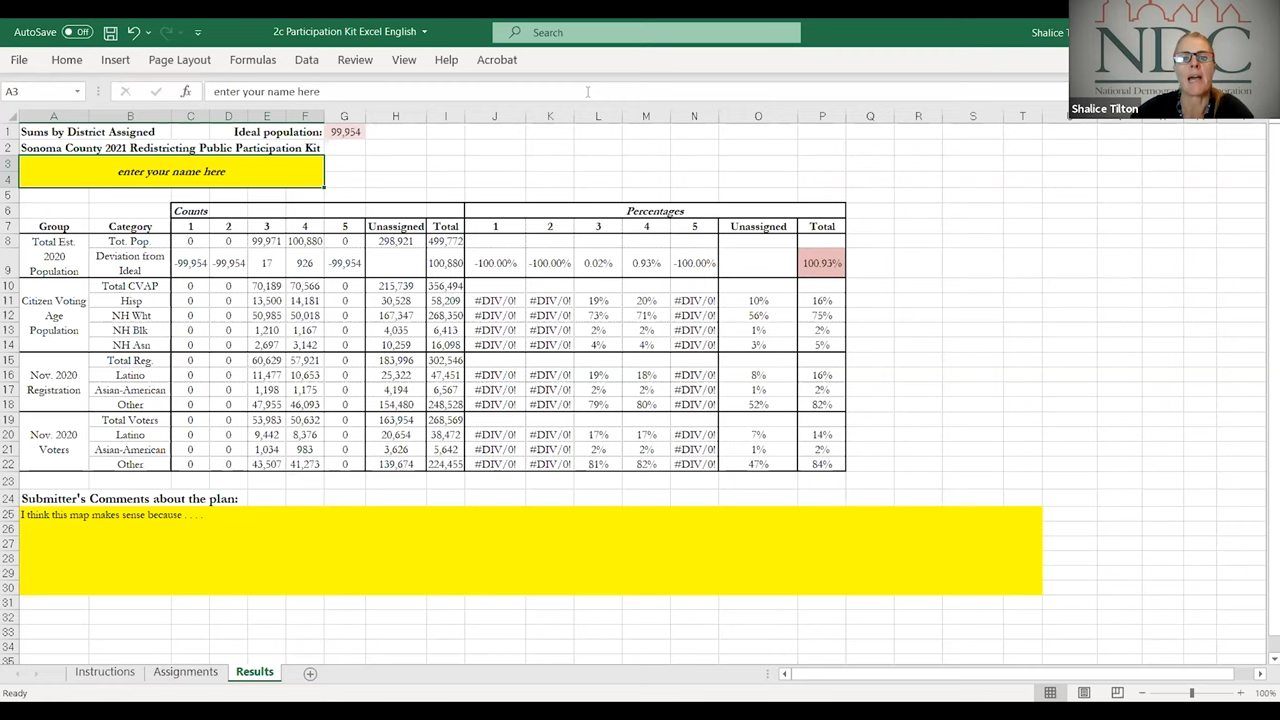 AutoSave Off 2c Participation Kit Excel English Search Shalice T
File Home Insert Page Layout Formulas Data Review View Help Acrobat
NDC
National Demographics Corporation
Shalice Tilton
A3 fx enter your name here
A B C D E F G H I J K L M N O P Q R S T
1 Sums by District Assigned Ideal population: 99,954
2 Sonoma County 2021 Redistricting Public Participation Kit
3 enter your name here
4
5
6 Counts Percentages
7 Group Category 1 2 3 4 5 Unassigned Total 1 2 3 4 5 Unassigned Total
8 Total Est. Tot. Pop. 0 0 99,971 100,880 0 298,921 499,772
2020 Deviation from
9 Population Ideal -99,954 -99,954 17 926 -99,954 100,880 -100.00% -100.00% 0.02% 0.93% -100.00% 100.93%
10 Total CVAP 0 0 70,189 70,566 0 215,739 356,494
11 Citizen Voting Hisp 0 0 13,500 14,181 0 30,528 58,209 #DIV/0! #DIV/0! 19% 20% #DIV/0! 10% 16%
12 Age NH Wht 0 0 50,985 50,018 0 167,347 268,350 #DIV/0! #DIV/0! 73% 71% #DIV/0! 56% 75%
13 Population NH Blk 0 0 1,210 1,167 0 4,035 6,413 #DIV/0! #DIV/0! 2% 2% #DIV/0! 1% 2%
14 NH Asn 0 0 2,697 3,142 0 10,259 16,098 #DIV/0! #DIV/0! 4% 4% #DIV/0! 3% 5%
15 Total Reg. 0 0 60,629 57,921 0 183,996 302,546
16 Nov. 2020 Latino 0 0 11,477 10,653 0 25,322 47,451 #DIV/0! #DIV/0! 19% 18% #DIV/0! 8% 16%
17 Registration Asian-American 0 0 1,198 1,175 0 4,194 6,567 #DIV/0! #DIV/0! 2% 2% #DIV/0! 1% 2%
18 Other 0 0 47,955 46,093 0 154,480 248,528 #DIV/0! #DIV/0! 79% 80% #DIV/0! 52% 82%
19 Total Voters 0 0 53,983 50,632 0 163,954 268,569
20 Nov. 2020 Latino 0 0 9,442 8,376 0 20,654 38,472 #DIV/0! #DIV/0! 17% 17% #DIV/0! 7% 14%
21 Voters Asian-American 0 0 1,034 983 0 3,626 5,642 #DIV/0! #DIV/0! 2% 2% #DIV/0! 1% 2%
22 Other 0 0 43,507 41,273 0 139,674 224,455 #DIV/0! #DIV/0! 81% 82% #DIV/0! 47% 84%
23
24 Submitter's Comments about the plan:
25 I think this map makes sense because . . . .
26
27
28
29
30
31
32
33
34
35
Instructions Assignments Results
Ready 100%